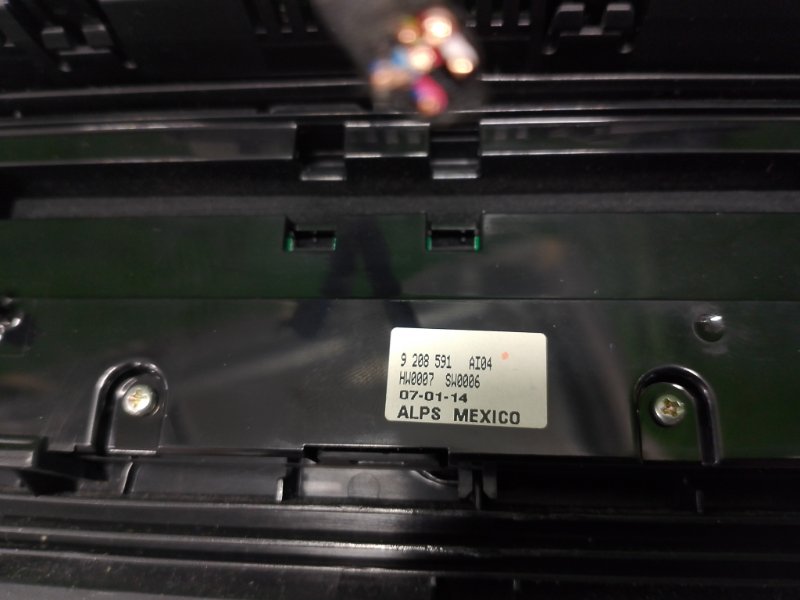 9 208 591 AI04
HW0007 SW0006
07-01-14
ALPS MEXICO